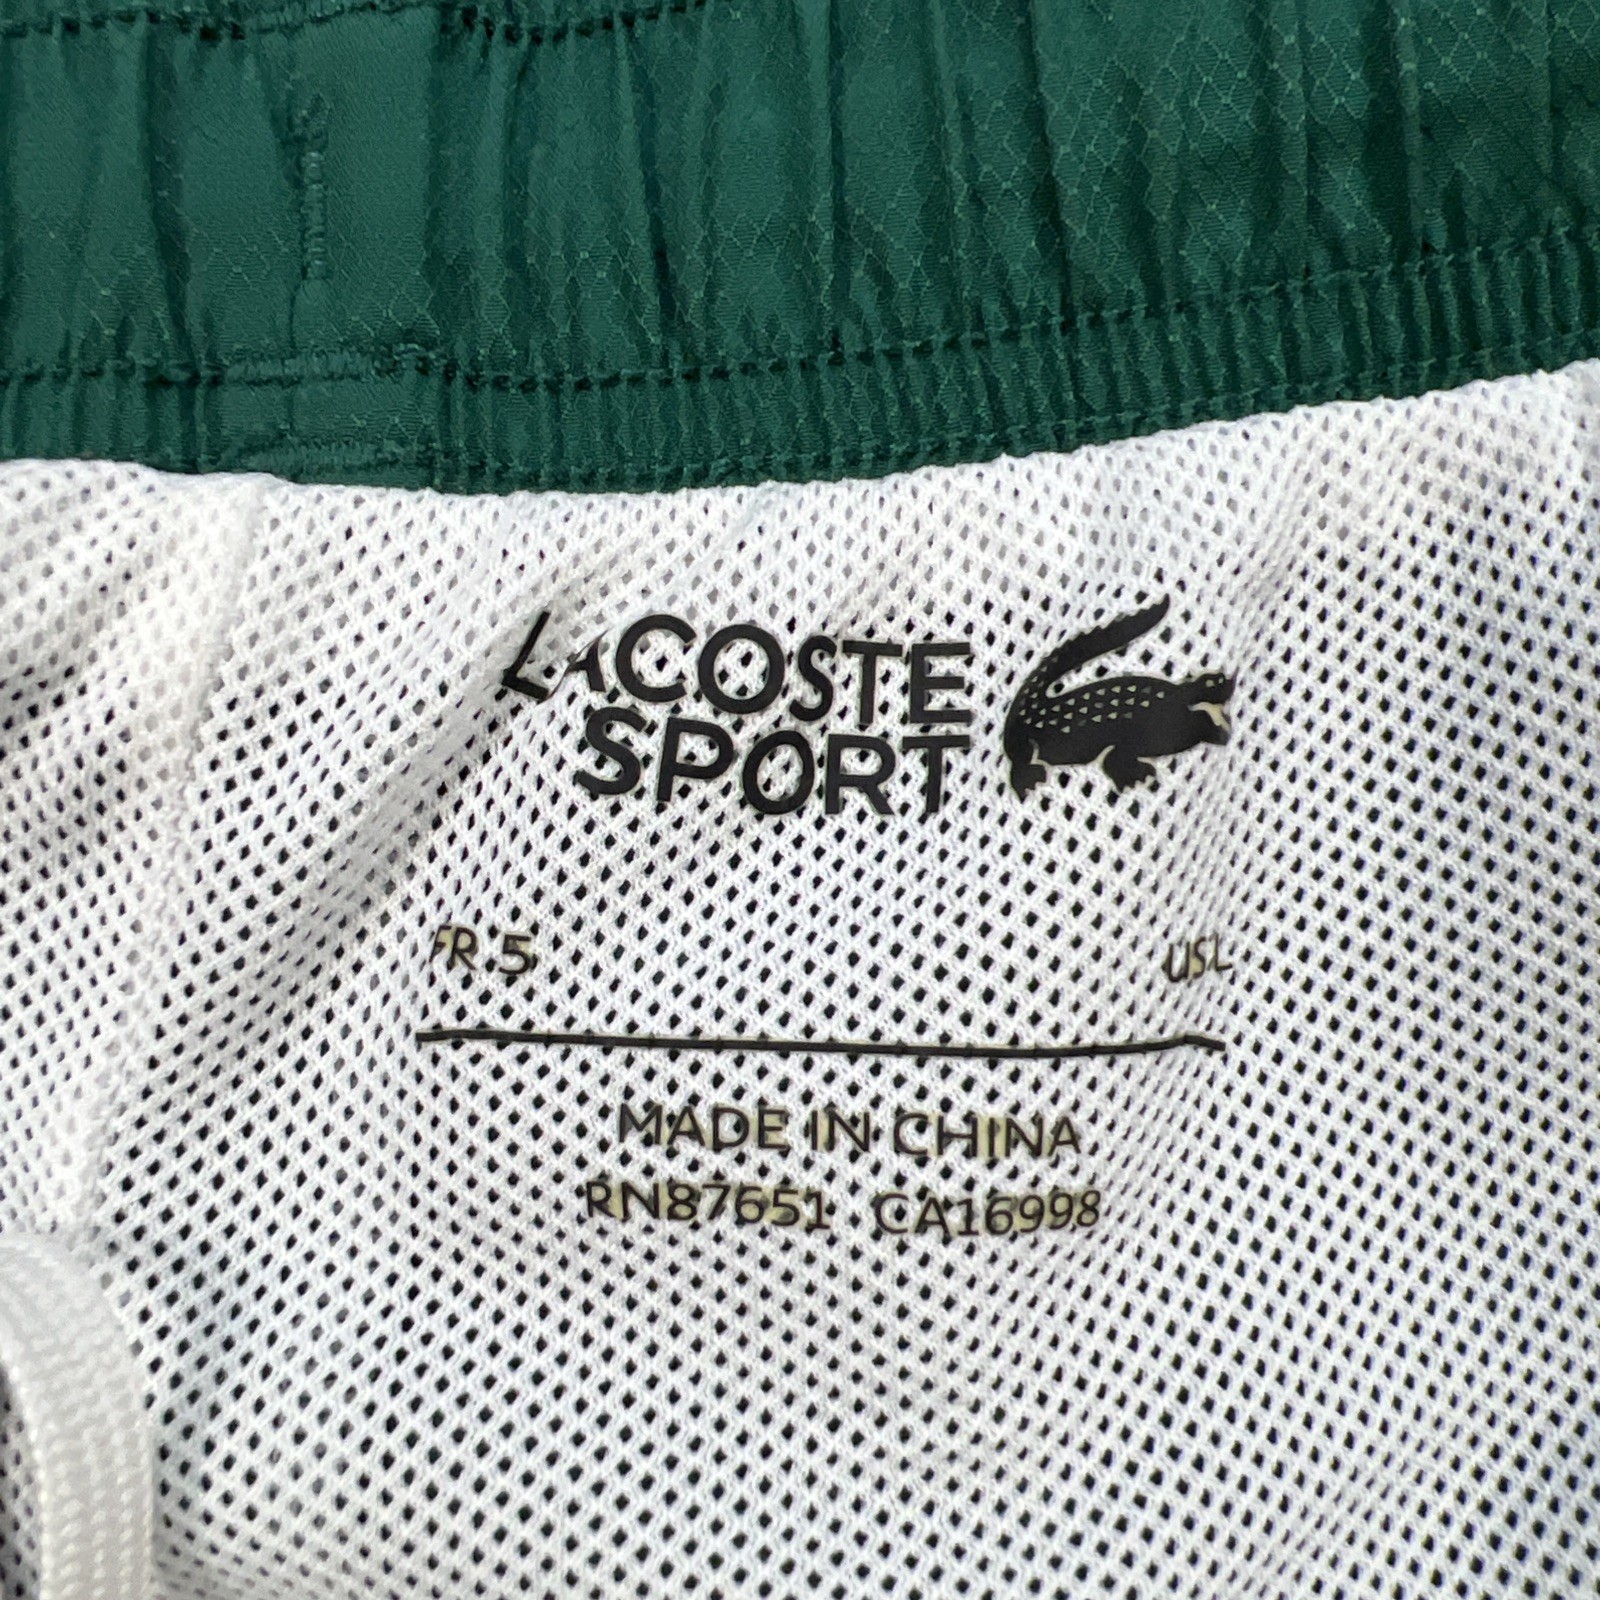 LACOSTE
SPORT
FR 5 US L
MADE IN CHINA
RN87651 CA16998